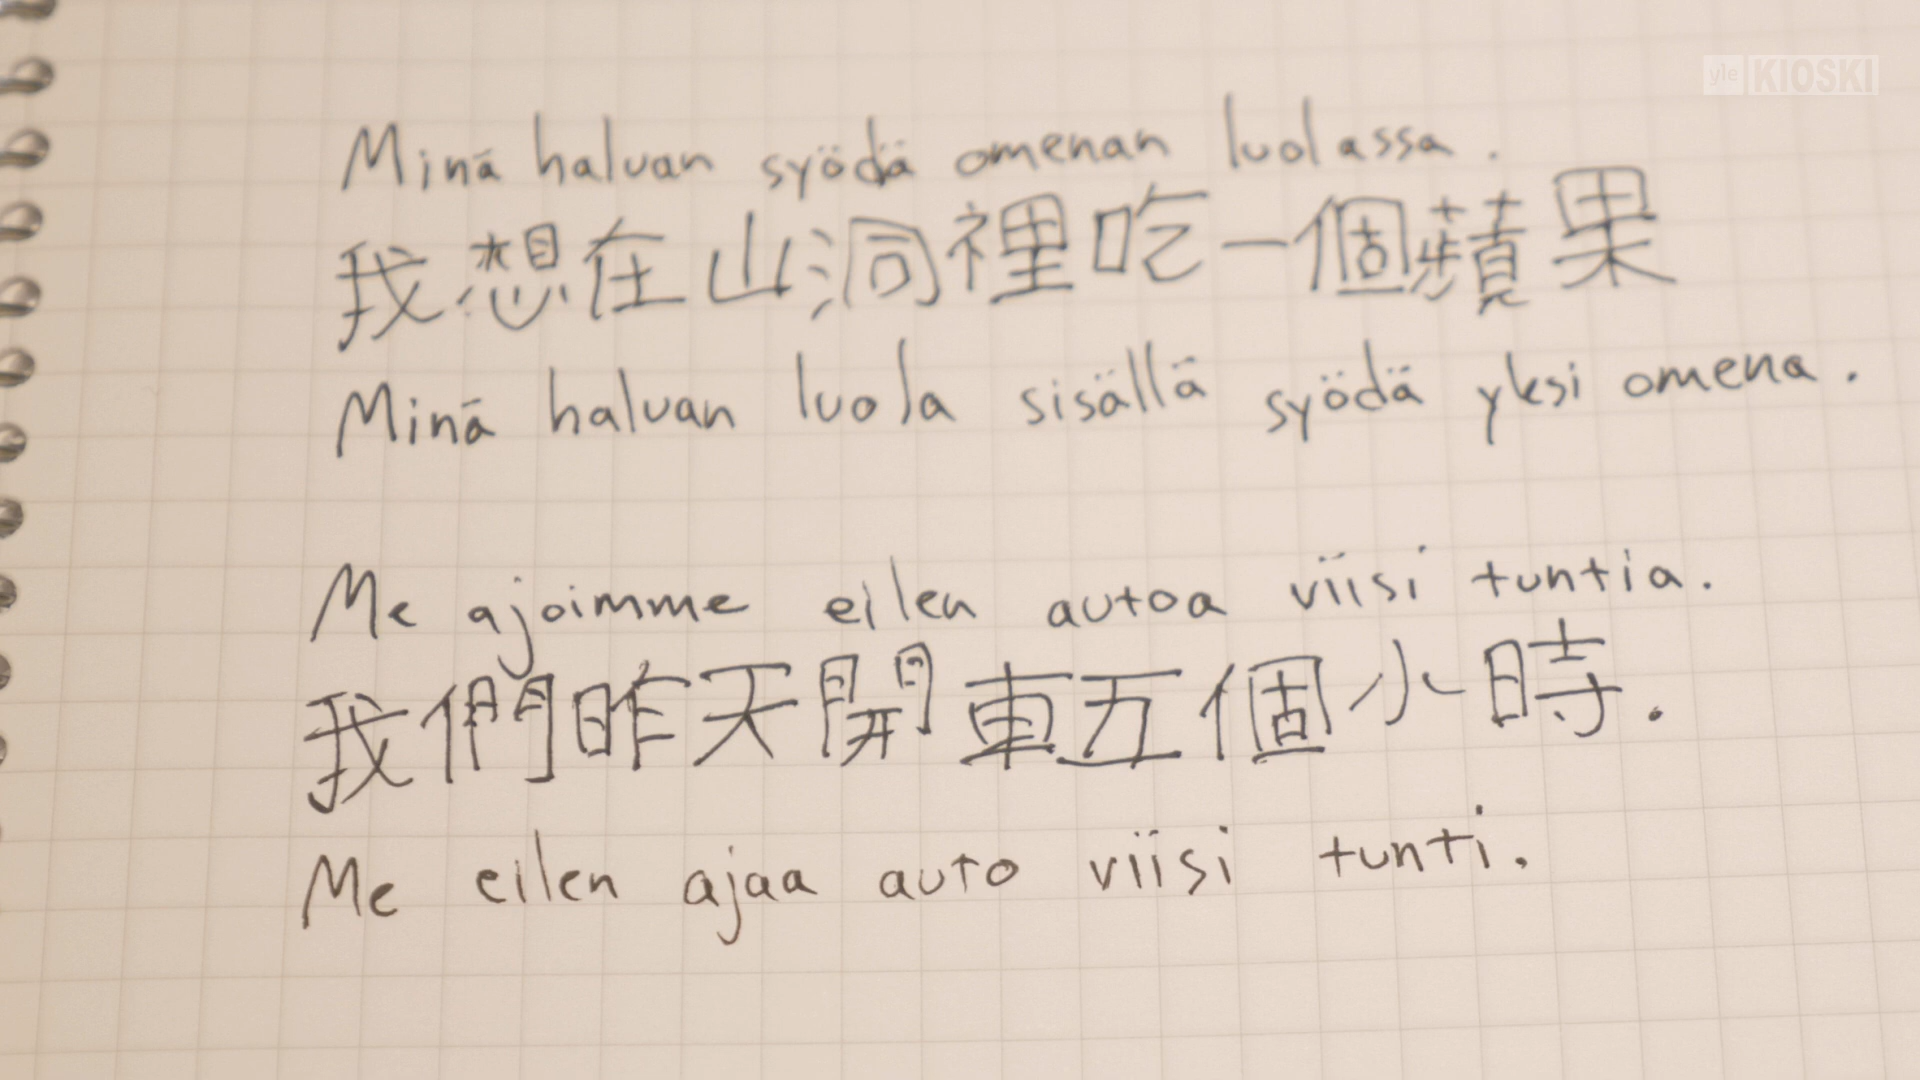 yle KIOSKI
Minä haluan syödä omenan luolassa.
我想在山洞裡吃一個蘋果
Minä haluan luola sisällä syödä yksi omena.
Me ajoimme eilen autoa viisi tuntia.
我們昨天開車五個小時.
Me eilen ajaa auto viisi tunti.